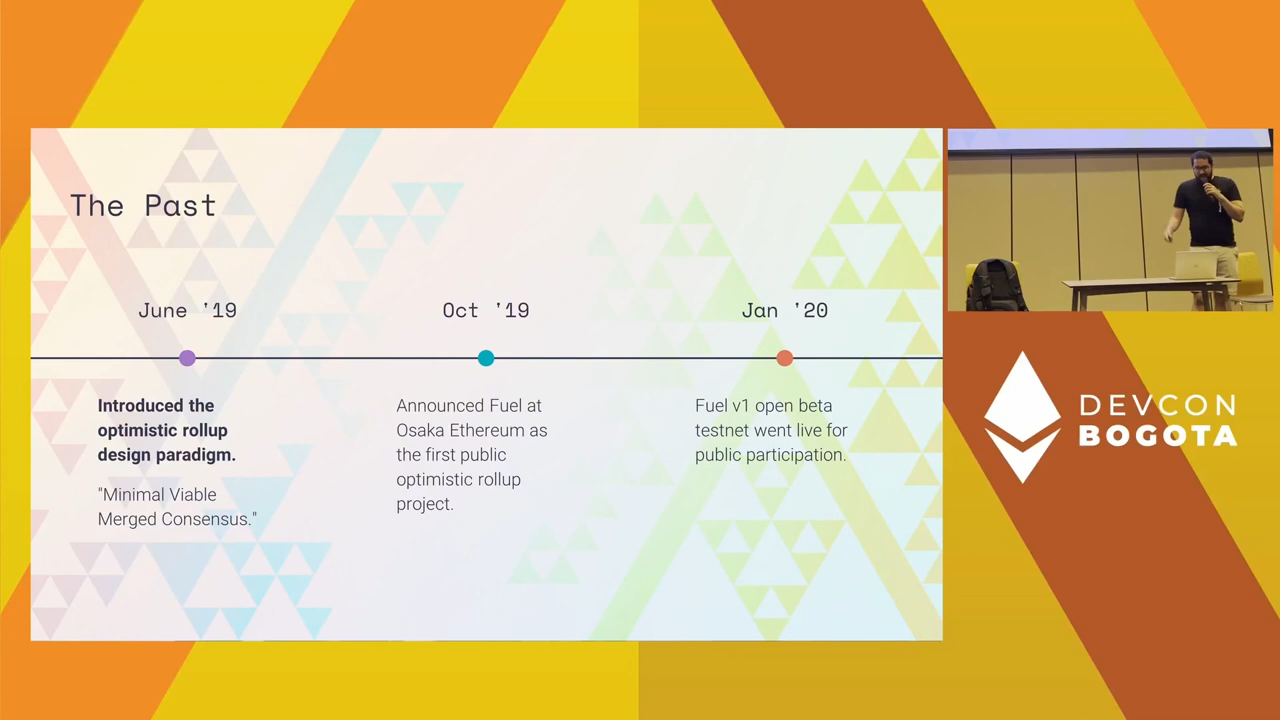 The Past
June '19
Oct '19
Jan '20
Introduced the
optimistic rollup
design paradigm.
"Minimal Viable
Merged Consensus."
Announced Fuel at
Osaka Ethereum as
the first public
optimistic rollup
project.
Fuel v1 open beta
testnet went live for
public participation.
DEVCON
BOGOTA